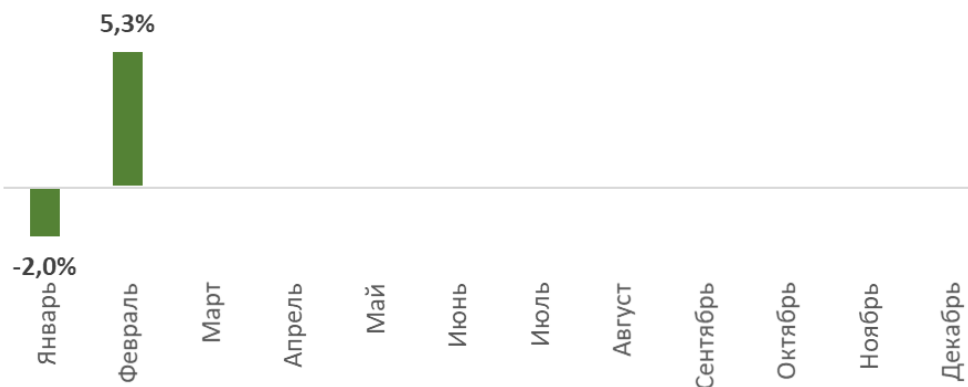 5,3%
-2,0%
Январь
Февраль
Март
Апрель
Май
Июнь
Июль
Август
Сентябрь
Октябрь
Ноябрь
Декабрь